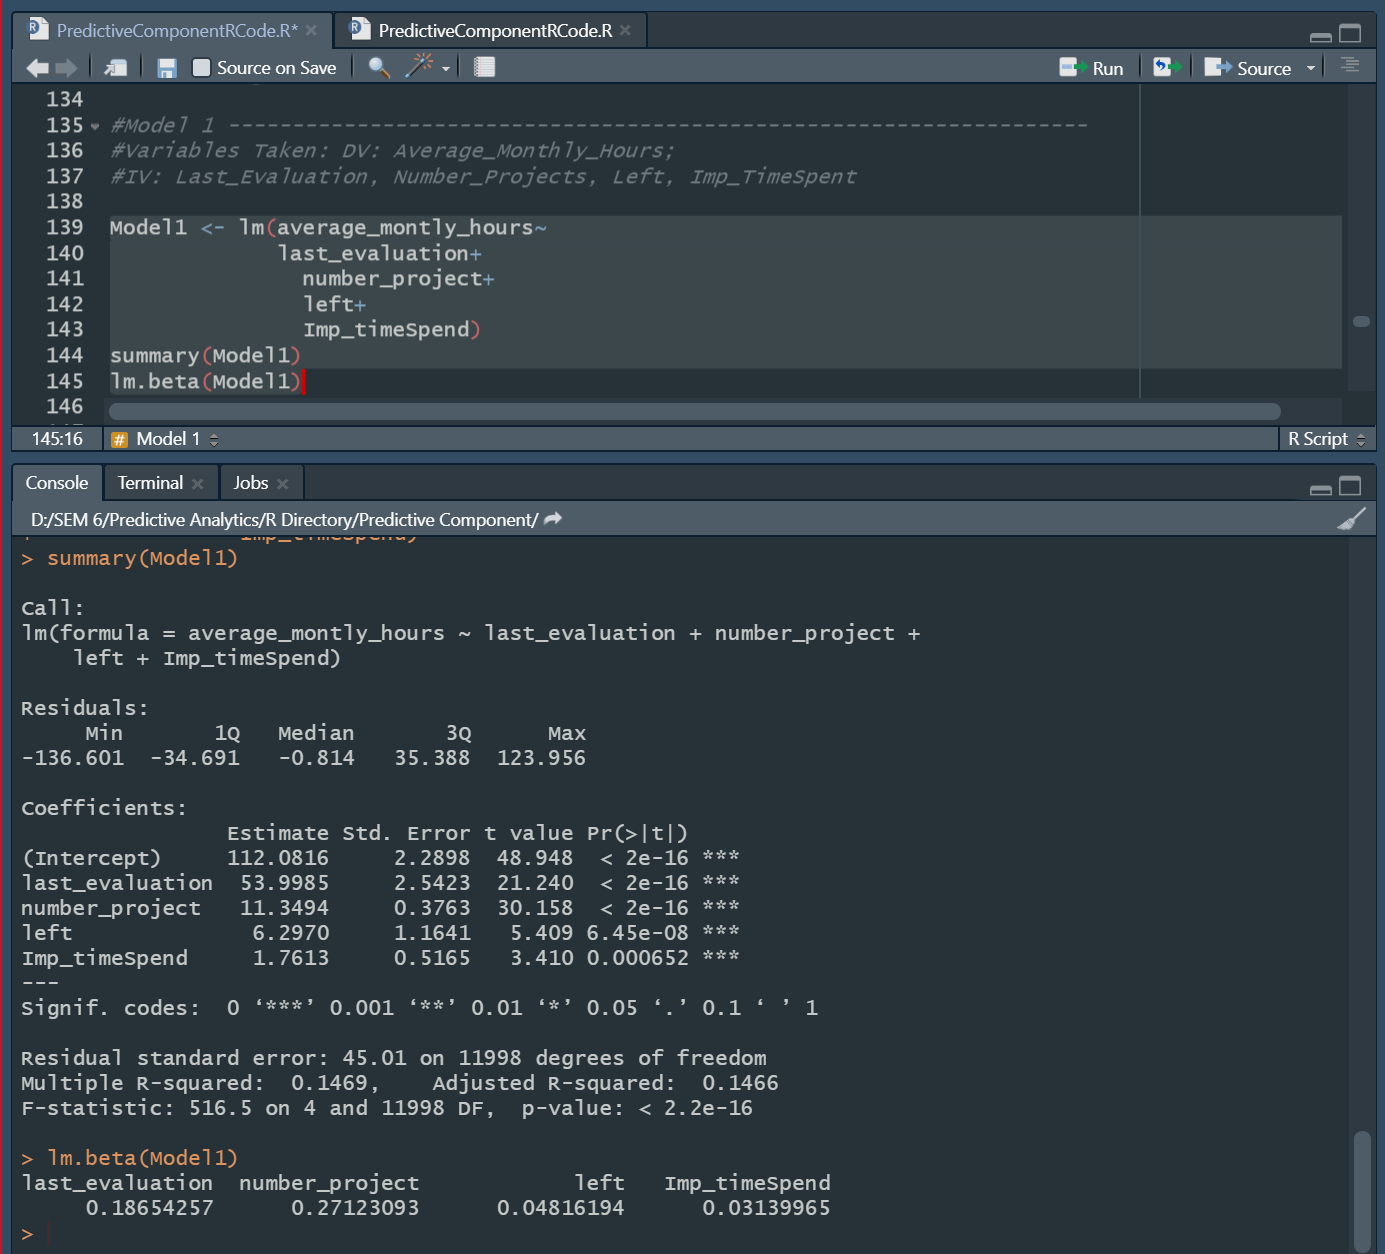 PredictiveComponentRCode.R* PredictiveComponentRCode.R
Source on Save Run Source
134
135 #Model 1 -------------------------------------------------------------------
136 #Variables Taken: DV: Average_Monthly_Hours;
137 #IV: Last_Evaluation, Number_Projects, Left, Imp_TimeSpent
138
139 Model1 <- lm(average_montly_hours~
140 last_evaluation+
141 number_project+
142 left+
143 Imp_timeSpend)
144 summary(Model1)
145 lm.beta(Model1)
146
145:16 # Model 1 R Script
Console Terminal Jobs
D:/SEM 6/Predictive Analytics/R Directory/Predictive Component/
Imp_timeSpend)
> summary(Model1)
Call:
lm(formula = average_montly_hours ~ last_evaluation + number_project +
left + Imp_timeSpend)
Residuals:
Min 1Q Median 3Q Max
-136.601 -34.691 -0.814 35.388 123.956
Coefficients:
Estimate Std. Error t value Pr(>|t|)
(Intercept) 112.0816 2.2898 48.948 < 2e-16 ***
last_evaluation 53.9985 2.5423 21.240 < 2e-16 ***
number_project 11.3494 0.3763 30.158 < 2e-16 ***
left 6.2970 1.1641 5.409 6.45e-08 ***
Imp_timeSpend 1.7613 0.5165 3.410 0.000652 ***
---
Signif. codes: 0 ‘***’ 0.001 ‘**’ 0.01 ‘*’ 0.05 ‘.’ 0.1 ‘ ’ 1
Residual standard error: 45.01 on 11998 degrees of freedom
Multiple R-squared: 0.1469, Adjusted R-squared: 0.1466
F-statistic: 516.5 on 4 and 11998 DF, p-value: < 2.2e-16
> lm.beta(Model1)
last_evaluation number_project left Imp_timeSpend
0.18654257 0.27123093 0.04816194 0.03139965
>